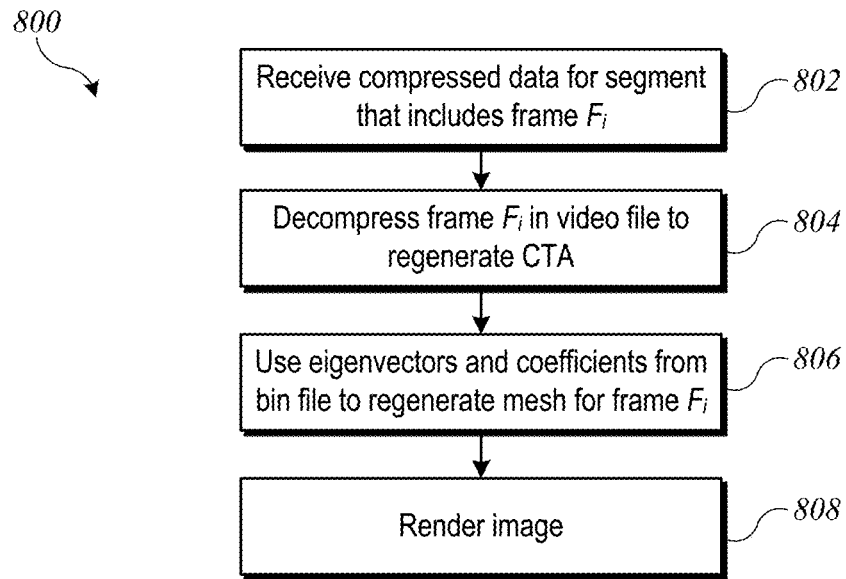 800
Receive compressed data for segment
that includes frame Fi
802
Decompress frame Fi in video file to
regenerate CTA
804
Use eigenvectors and coefficients from
bin file to regenerate mesh for frame Fi
806
Render image
808